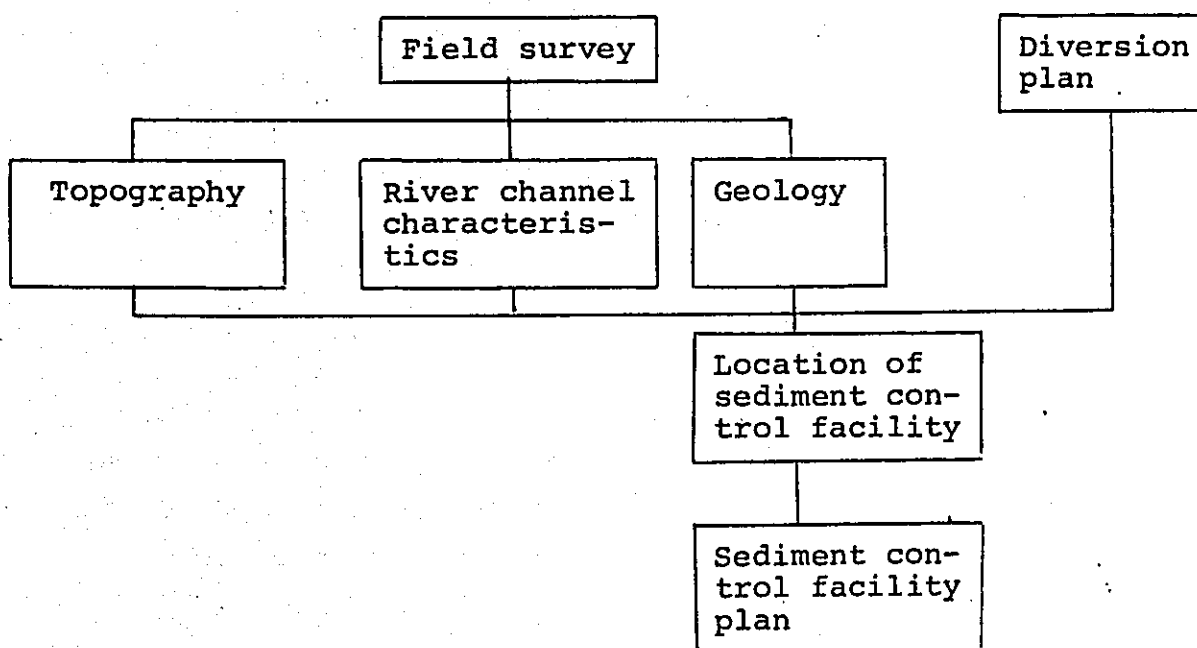 Field survey
Diversion
plan
Topography
River channel
characteris-
tics
Geology
Location of
sediment con-
trol facility
Sediment con-
trol facility
plan